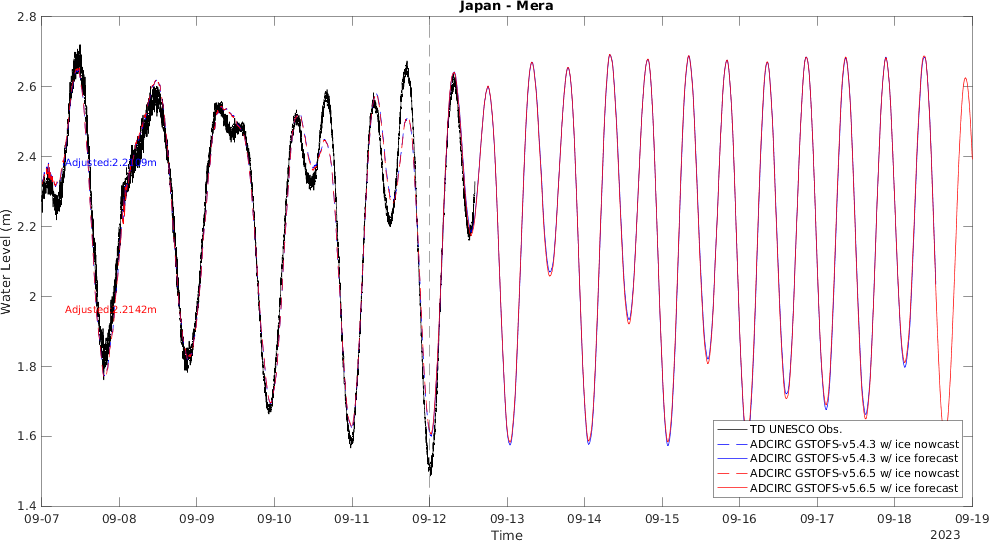 Japan - Mera
2.8
2.6
2.4
2.2
2
1.8
1.6
1.4
Water Level (m)
Adjusted:2.2
Adjusted:2.2142m
TD UNESCO Obs.
ADCIRC GSTOFS-v5.4.3 w/ ice nowcast
ADCIRC GSTOFS-v5.4.3 w/ ice forecast
ADCIRC GSTOFS-v5.6.5 w/ ice nowcast
ADCIRC GSTOFS-v5.6.5 w/ ice forecast
09-07 09-08 09-09 09-10 09-11 09-12 09-13 09-14 09-15 09-16 09-17 09-18 09-19
Time
2023